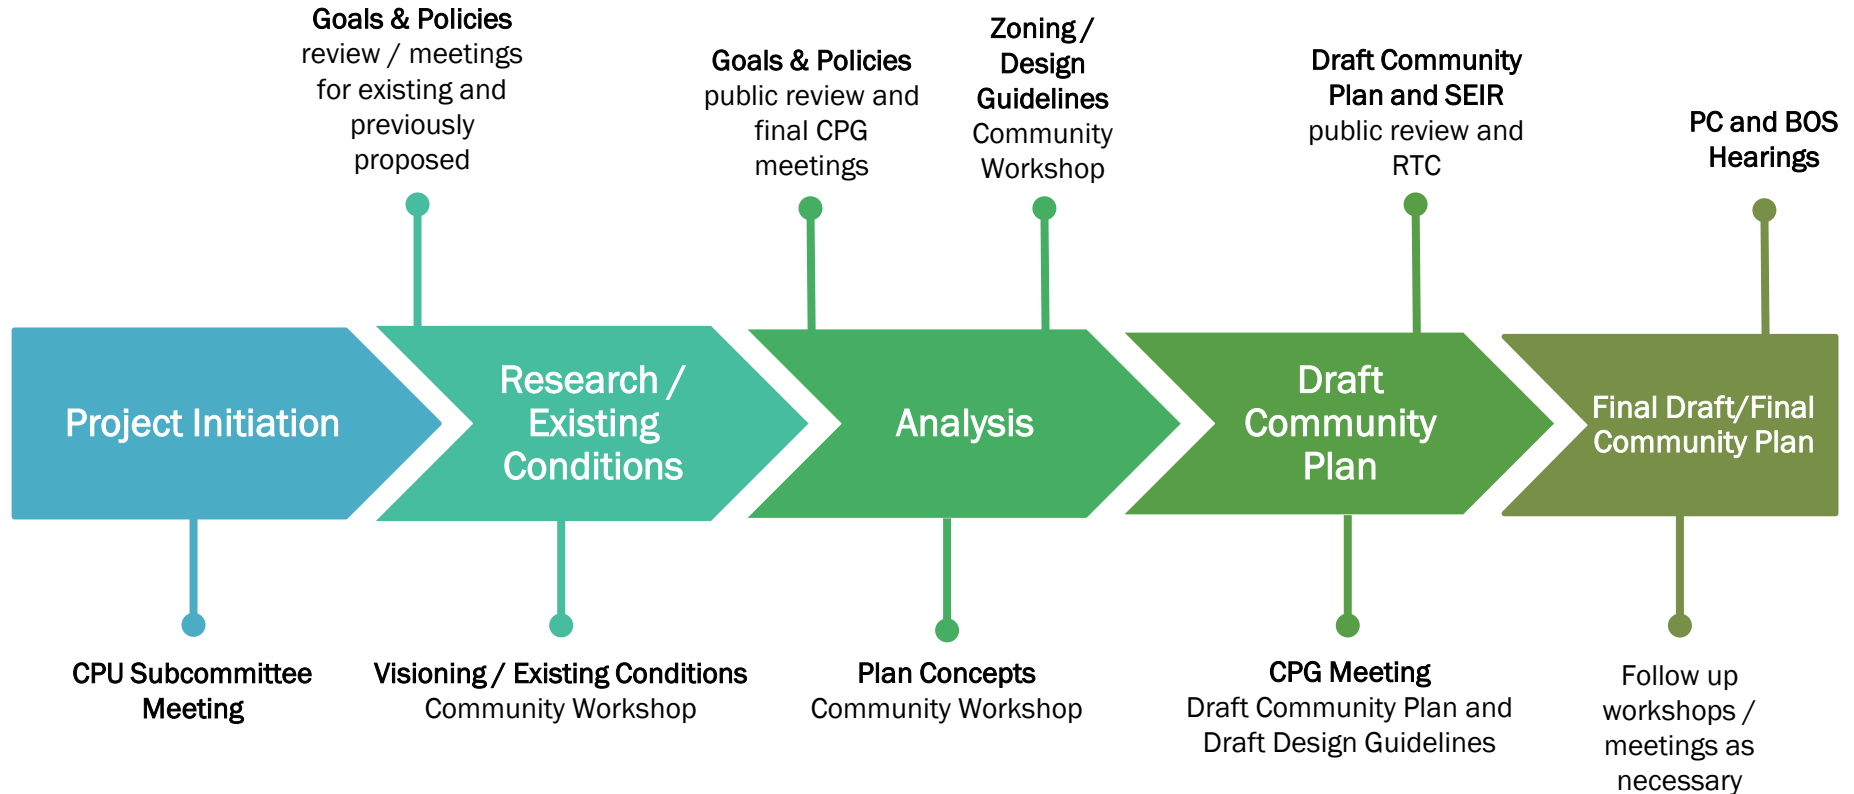 Goals & Policies
review / meetings
for existing and
previously
proposed
Goals & Policies
public review and
final CPG
meetings
Zoning /
Design
Guidelines
Community
Workshop
Draft Community
Plan and SEIR
public review and
RTC
PC and BOS
Hearings
Project Initiation
Research /
Existing
Conditions
Analysis
Draft
Community
Plan
Final Draft/Final
Community Plan
CPU Subcommittee
Meeting
Visioning / Existing Conditions
Community Workshop
Plan Concepts
Community Workshop
CPG Meeting
Draft Community Plan and
Draft Design Guidelines
Follow up
workshops /
meetings as
necessary